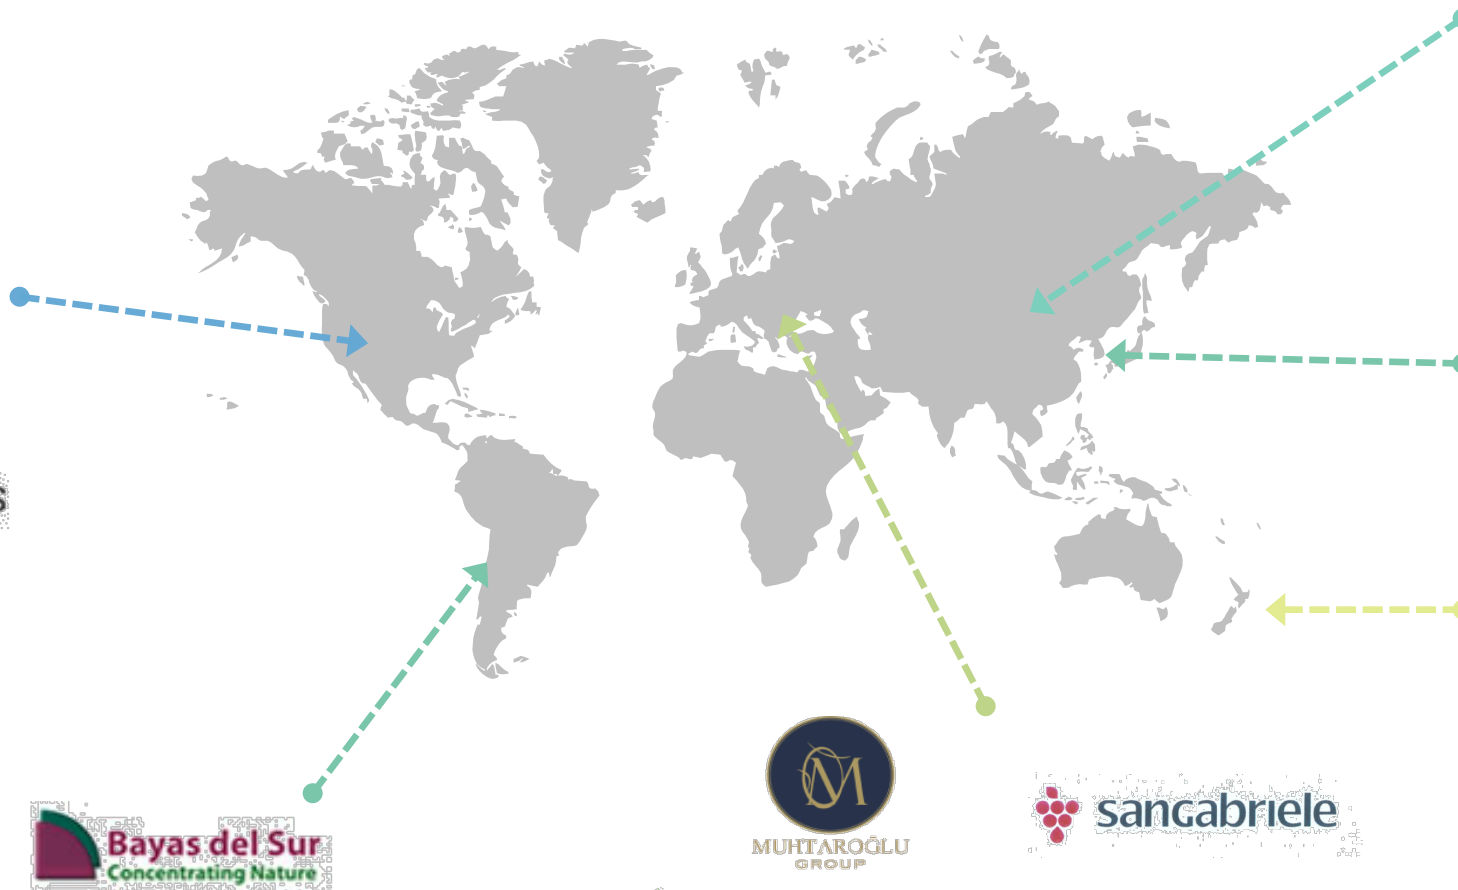 Bayas del Sur
Concentrating Nature
MUHTAROĞLU
GROUP
sangabriele